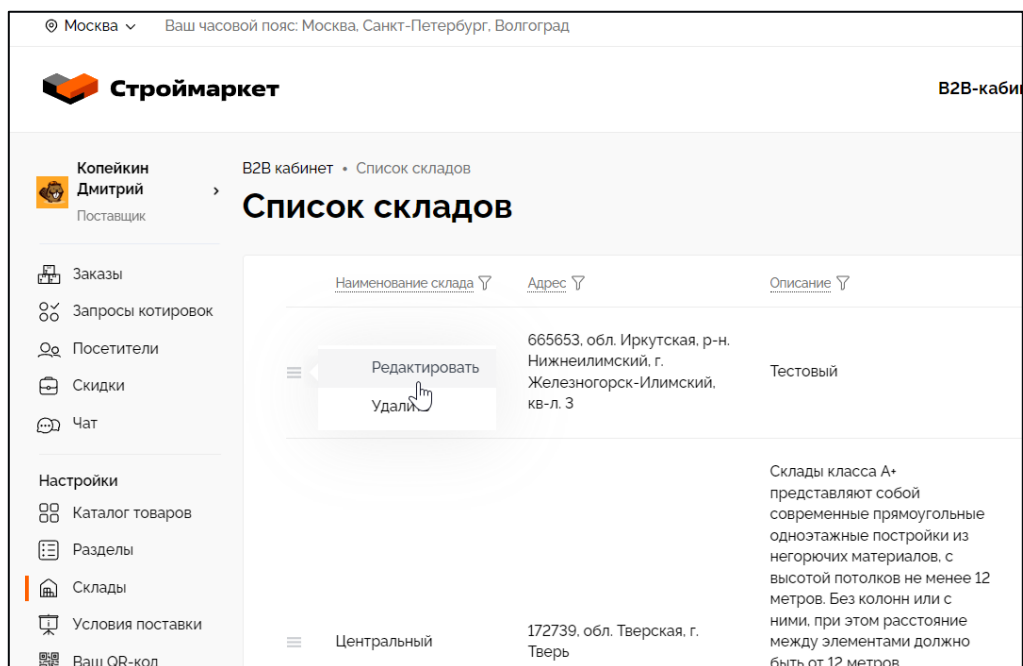 Москва
Ваш часовой пояс: Москва, Санкт-Петербург, Волгоград
Строймаркет
Копейкин
Дмитрий
Поставщик
Заказы
Запросы котировок
Посетители
Скидки
Чат
Настройки
Каталог товаров
Разделы
Склады
Условия поставки
Ваш QR-код
B2B кабинет • Список складов
Список складов
Наименование склада
Адрес
Описание
Редактировать
665653, обл. Иркутская, р-н.
Нижнеилимский, г.
Железногорск-Илимский,
кв-л. 3
Тестовый
Центральный
172739, обл. Тверская, г.
Тверь
Склады класса А+
представляют собой
современные прямоугольные
одноэтажные постройки из
негорючих материалов, с
высотой потолков не менее 12
метров. Без колонн или с
ними, при этом расстояние
между элементами должно
быть от 12 метров